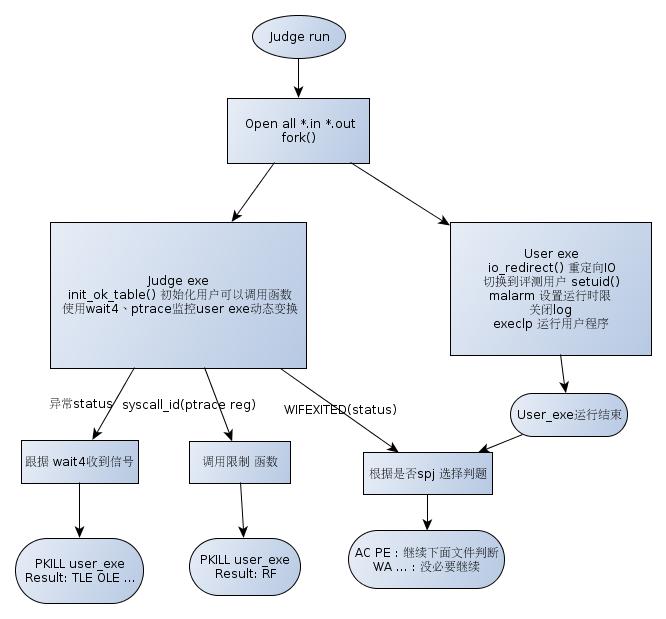 Judge run
Open all *.in *.out
fork()
Judge exe
init_ok_table() 初始化用户可以调用函数
使用wait4、ptrace监控user exe动态变换
User exe
io_redirect() 重定向IO
切换到评测用户 setuid()
malarm 设置运行时限
关闭log
execlp 运行用户程序
异常status
syscall_id(ptrace reg)
WIFEXITED(status)
User_exe运行结束
跟据 wait4收到信号
调用限制 函数
根据是否spj 选择判题
PKILL user_exe
Result: TLE OLE ...
PKILL user_exe
Result: RF
AC PE : 继续下面文件判断
WA ... : 没必要继续